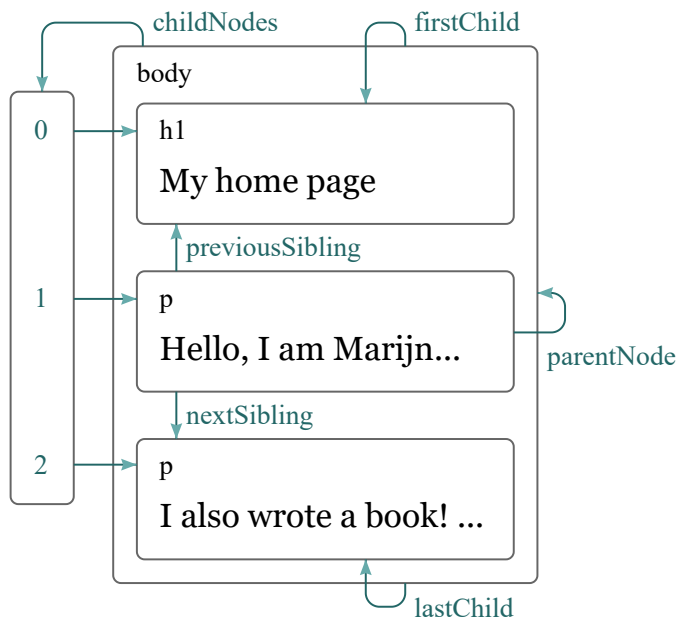 childNodes
firstChild
body
0
h1
My home page
previousSibling
1
p
Hello, I am Marijn...
parentNode
nextSibling
2
p
I also wrote a book! ...
lastChild